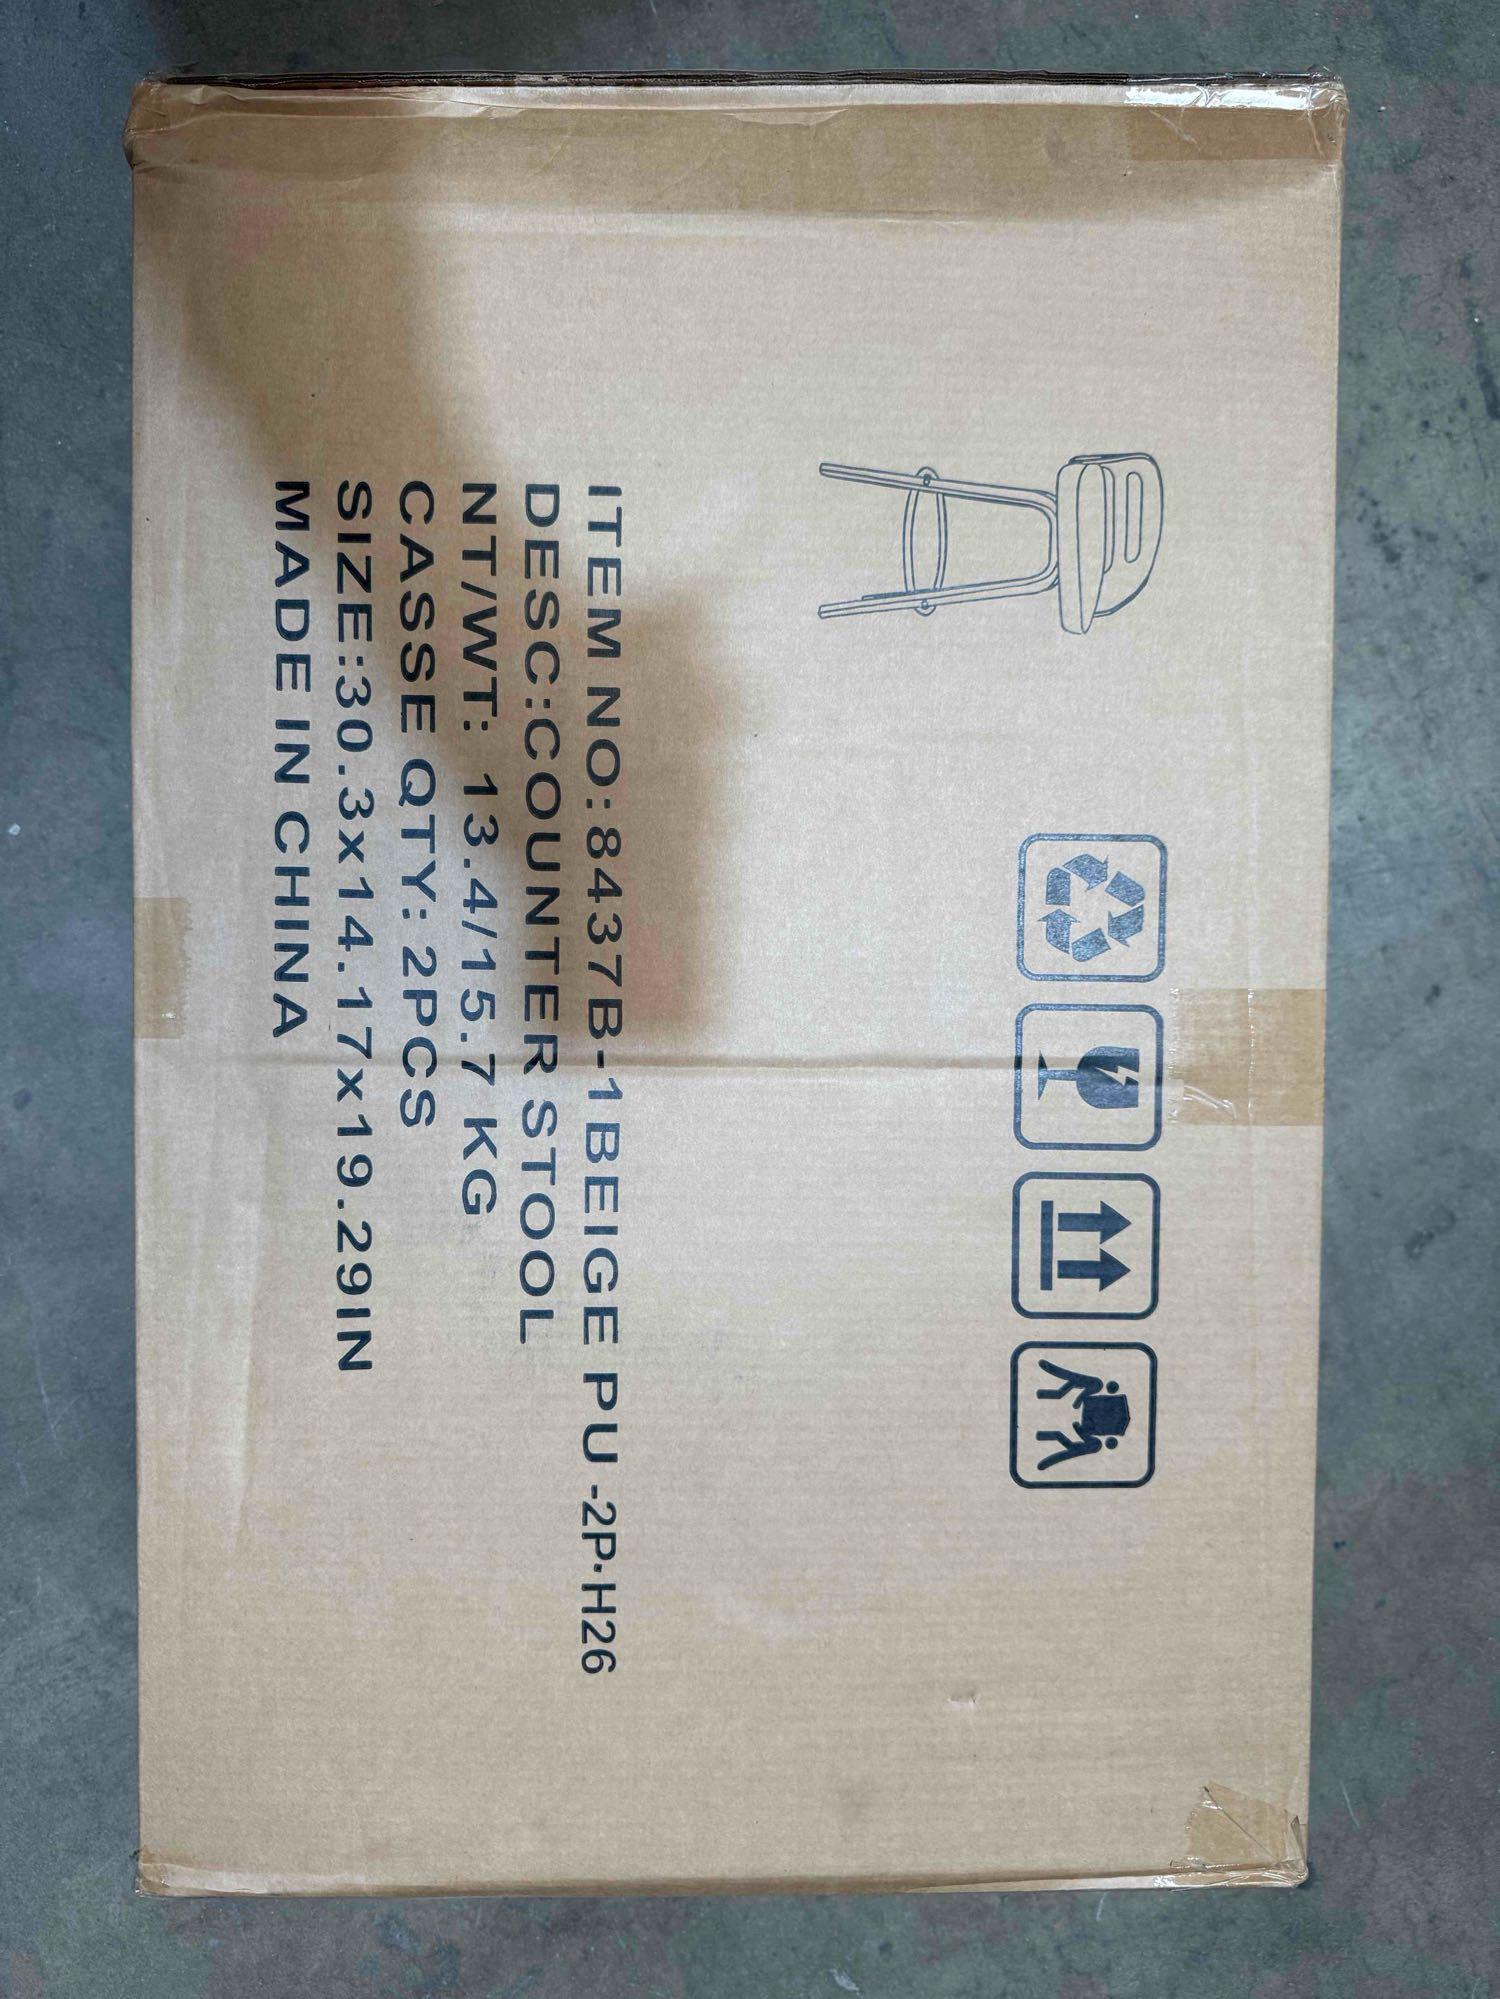 ITEM NO:8437B-1BEIGE PU -2P·H26
DESC:COUNTER STOOL
NT/WT: 13.4/15.7 KG
CASSE QTY: 2PCS
SIZE:30.3x14.17x19.29IN
MADE IN CHINA